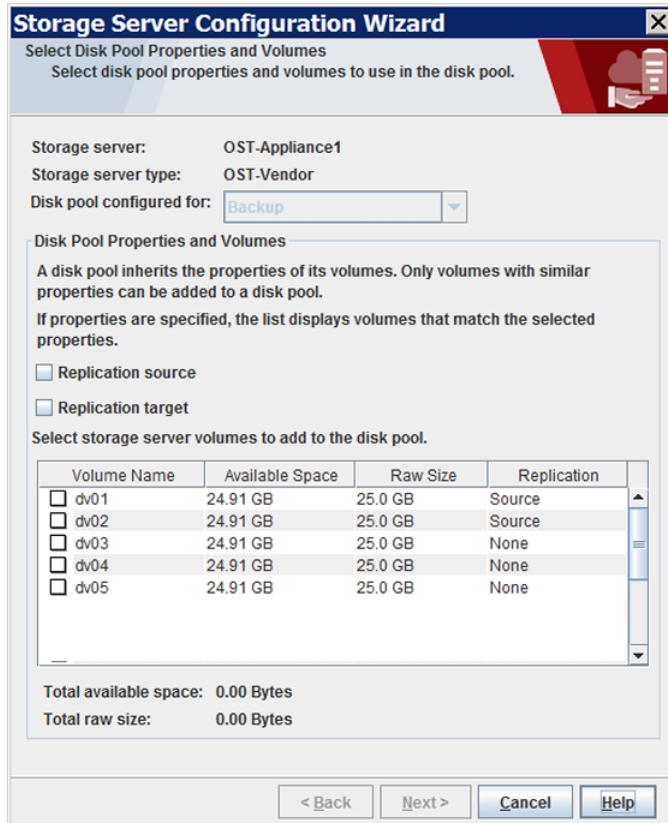 Storage Server Configuration Wizard
Select Disk Pool Properties and Volumes
Select disk pool properties and volumes to use in the disk pool.
Storage server: OST-Appliance1
Storage server type: OST-Vendor
Disk pool configured for: Backup
Disk Pool Properties and Volumes
A disk pool inherits the properties of its volumes. Only volumes with similar
properties can be added to a disk pool.
If properties are specified, the list displays volumes that match the selected
properties.
Replication source
Replication target
Select storage server volumes to add to the disk pool.
Volume Name Available Space Raw Size Replication
dv01 24.91 GB 25.0 GB Source
dv02 24.91 GB 25.0 GB Source
dv03 24.91 GB 25.0 GB None
dv04 24.91 GB 25.0 GB None
dv05 24.91 GB 25.0 GB None
Total available space: 0.00 Bytes
Total raw size: 0.00 Bytes
< Back Next > Cancel Help